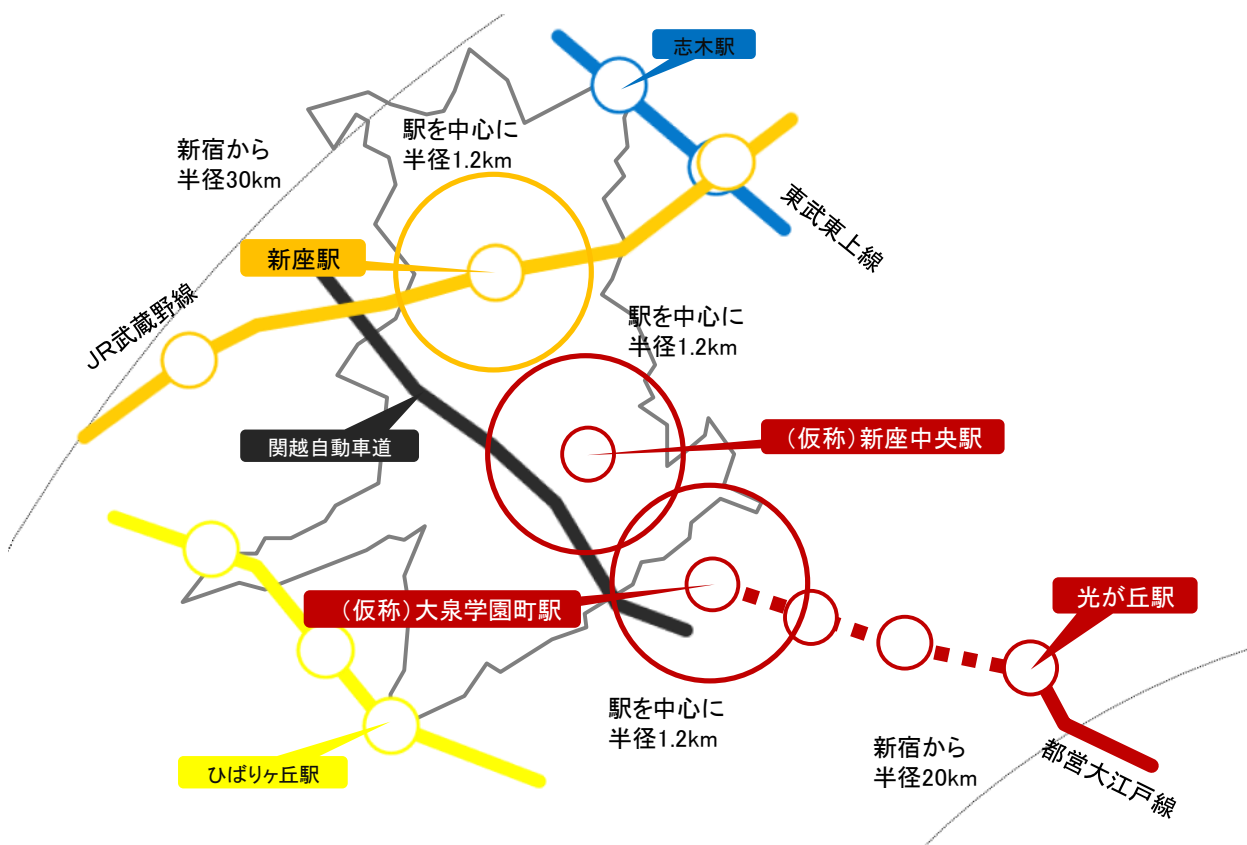 志木駅
駅を中心に
半径1.2km
新宿から
半径30km
東武東上線
新座駅
JR武蔵野線
駅を中心に
半径1.2km
関越自動車道
（仮称）新座中央駅
（仮称）大泉学園町駅
光が丘駅
駅を中心に
半径1.2km
新宿から
半径20km
都営大江戸線
ひばりヶ丘駅